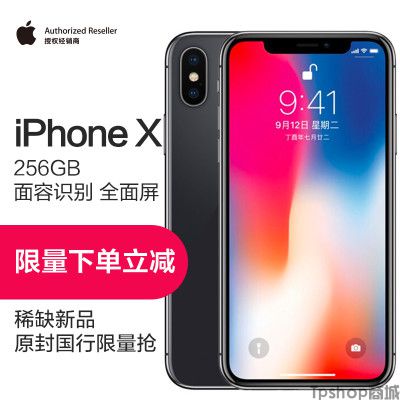 Authorized Reseller
授权经销商
iPhone X
256GB
面容识别 全面屏
限量下单立减
稀缺新品
原封国行限量抢
9:41
9月12日 星期二
丁酉年七月廿二
Tpshop商城